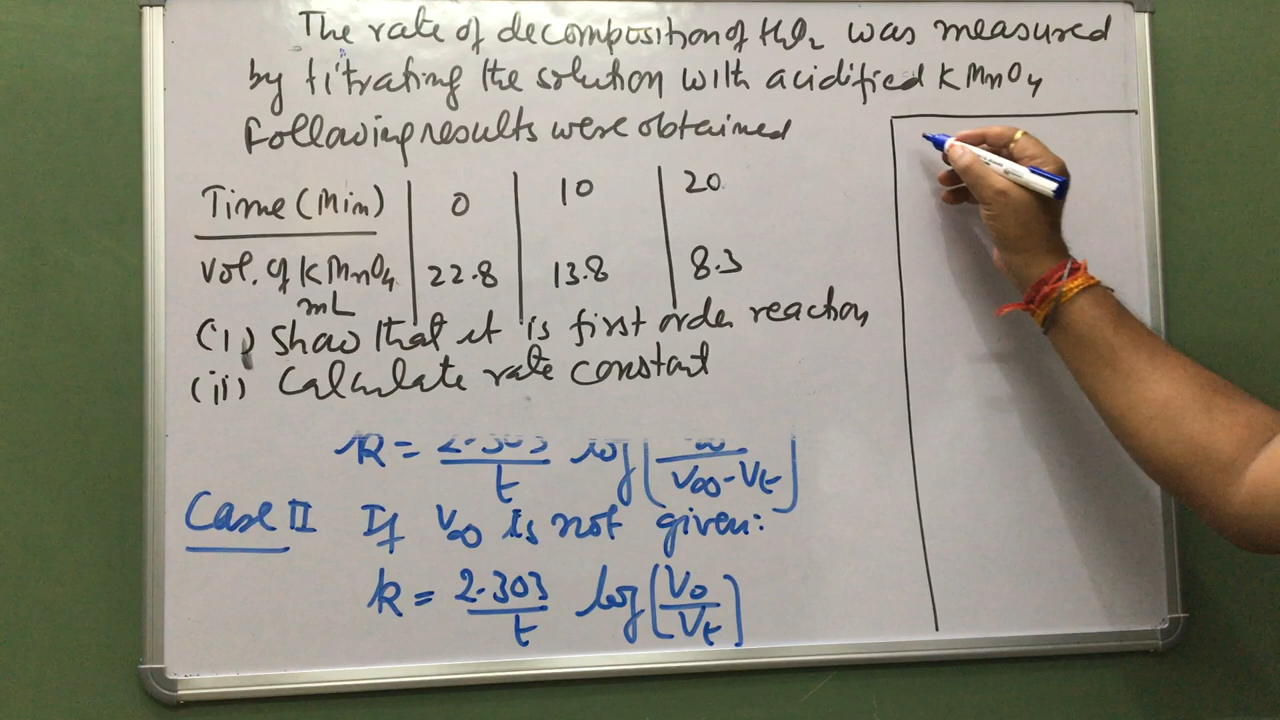 The rate of decomposition of H2O2 was measured
by titrating the solution with acidified KMnO4
Following results were obtained
Time (Min) 0 10 20
Vol. of KMnO4 22.8 13.8 8.3
mL
(i) Show that it is first order reaction
(ii) Calculate rate constant
k = 2.303/t log [∞/V∞-Vt]
Case II If V∞ is not given:
k = 2.303/t log [V0/Vt]